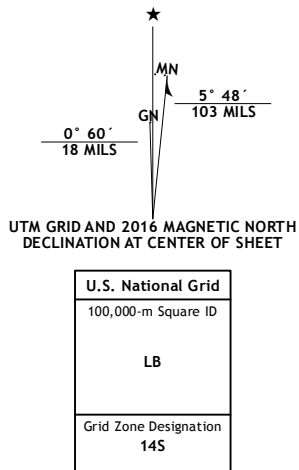 MN
GN
5° 48´
103 MILS
0° 60´
18 MILS
UTM GRID AND 2016 MAGNETIC NORTH
DECLINATION AT CENTER OF SHEET
U.S. National Grid
100,000-m Square ID
LB
Grid Zone Designation
14S